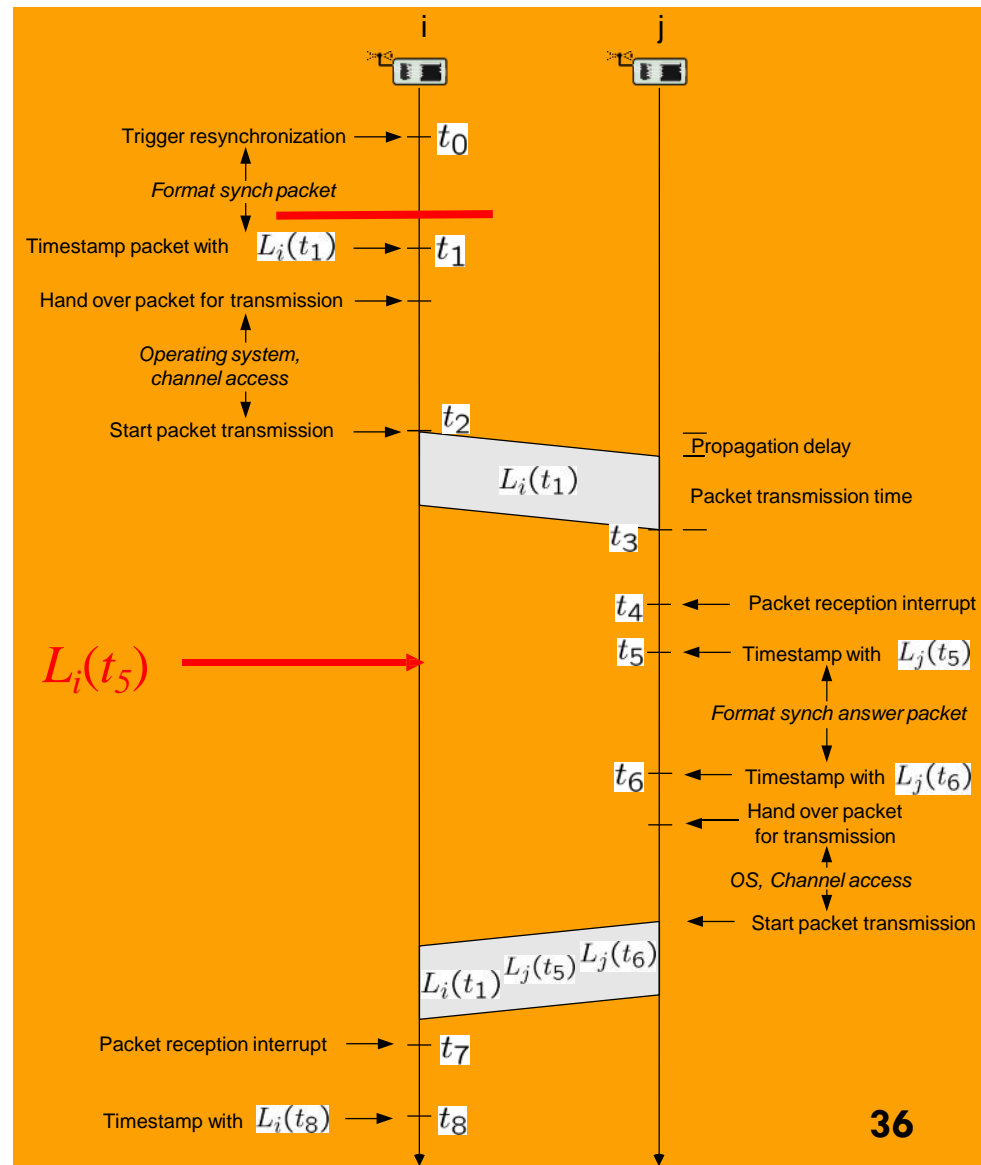 i
j
Trigger resynchronization
t₀
Format synch packet
Timestamp packet with Lᵢ(t₁)
t₁
Hand over packet for transmission
Operating system,
channel access
Start packet transmission
t₂
Propagation delay
Lᵢ(t₁)
Packet transmission time
t₃
t₄
Packet reception interrupt
Lᵢ(t₅)
t₅
Timestamp with Lⱼ(t₅)
Format synch answer packet
t₆
Timestamp with Lⱼ(t₆)
Hand over packet
for transmission
OS, Channel access
Start packet transmission
Lᵢ(t₁) Lⱼ(t₅) Lⱼ(t₆)
Packet reception interrupt
t₇
Timestamp with Lᵢ(t₈)
t₈
36